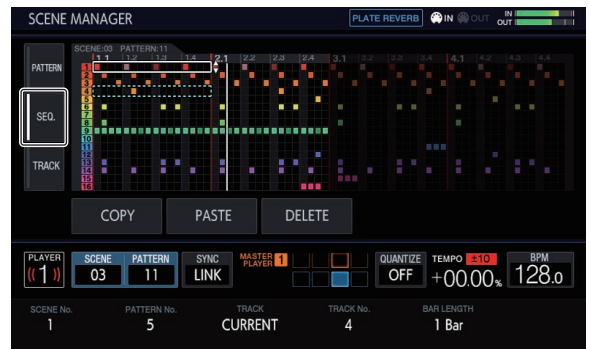 SCENE MANAGER
PLATE REVERB IN OUT IN OUT
SCENE:03 PATTERN:11
1.1 1.2 1.3 1.4 2.1 2.2 2.3 2.4 3.1 3.2 3.3 3.4 4.1 4.2 4.3 4.4
PATTERN
SEQ.
TRACK
1
2
3
4
5
6
7
8
9
10
11
12
13
14
15
16
COPY PASTE DELETE
PLAYER SCENE PATTERN SYNC MASTER PLAYER 1 QUANTIZE TEMPO ±10 BPM
((1)) 03 11 LINK OFF +00.00% 128.0
SCENE No. PATTERN No. TRACK TRACK No. BAR LENGTH
1 5 CURRENT 4 1 Bar